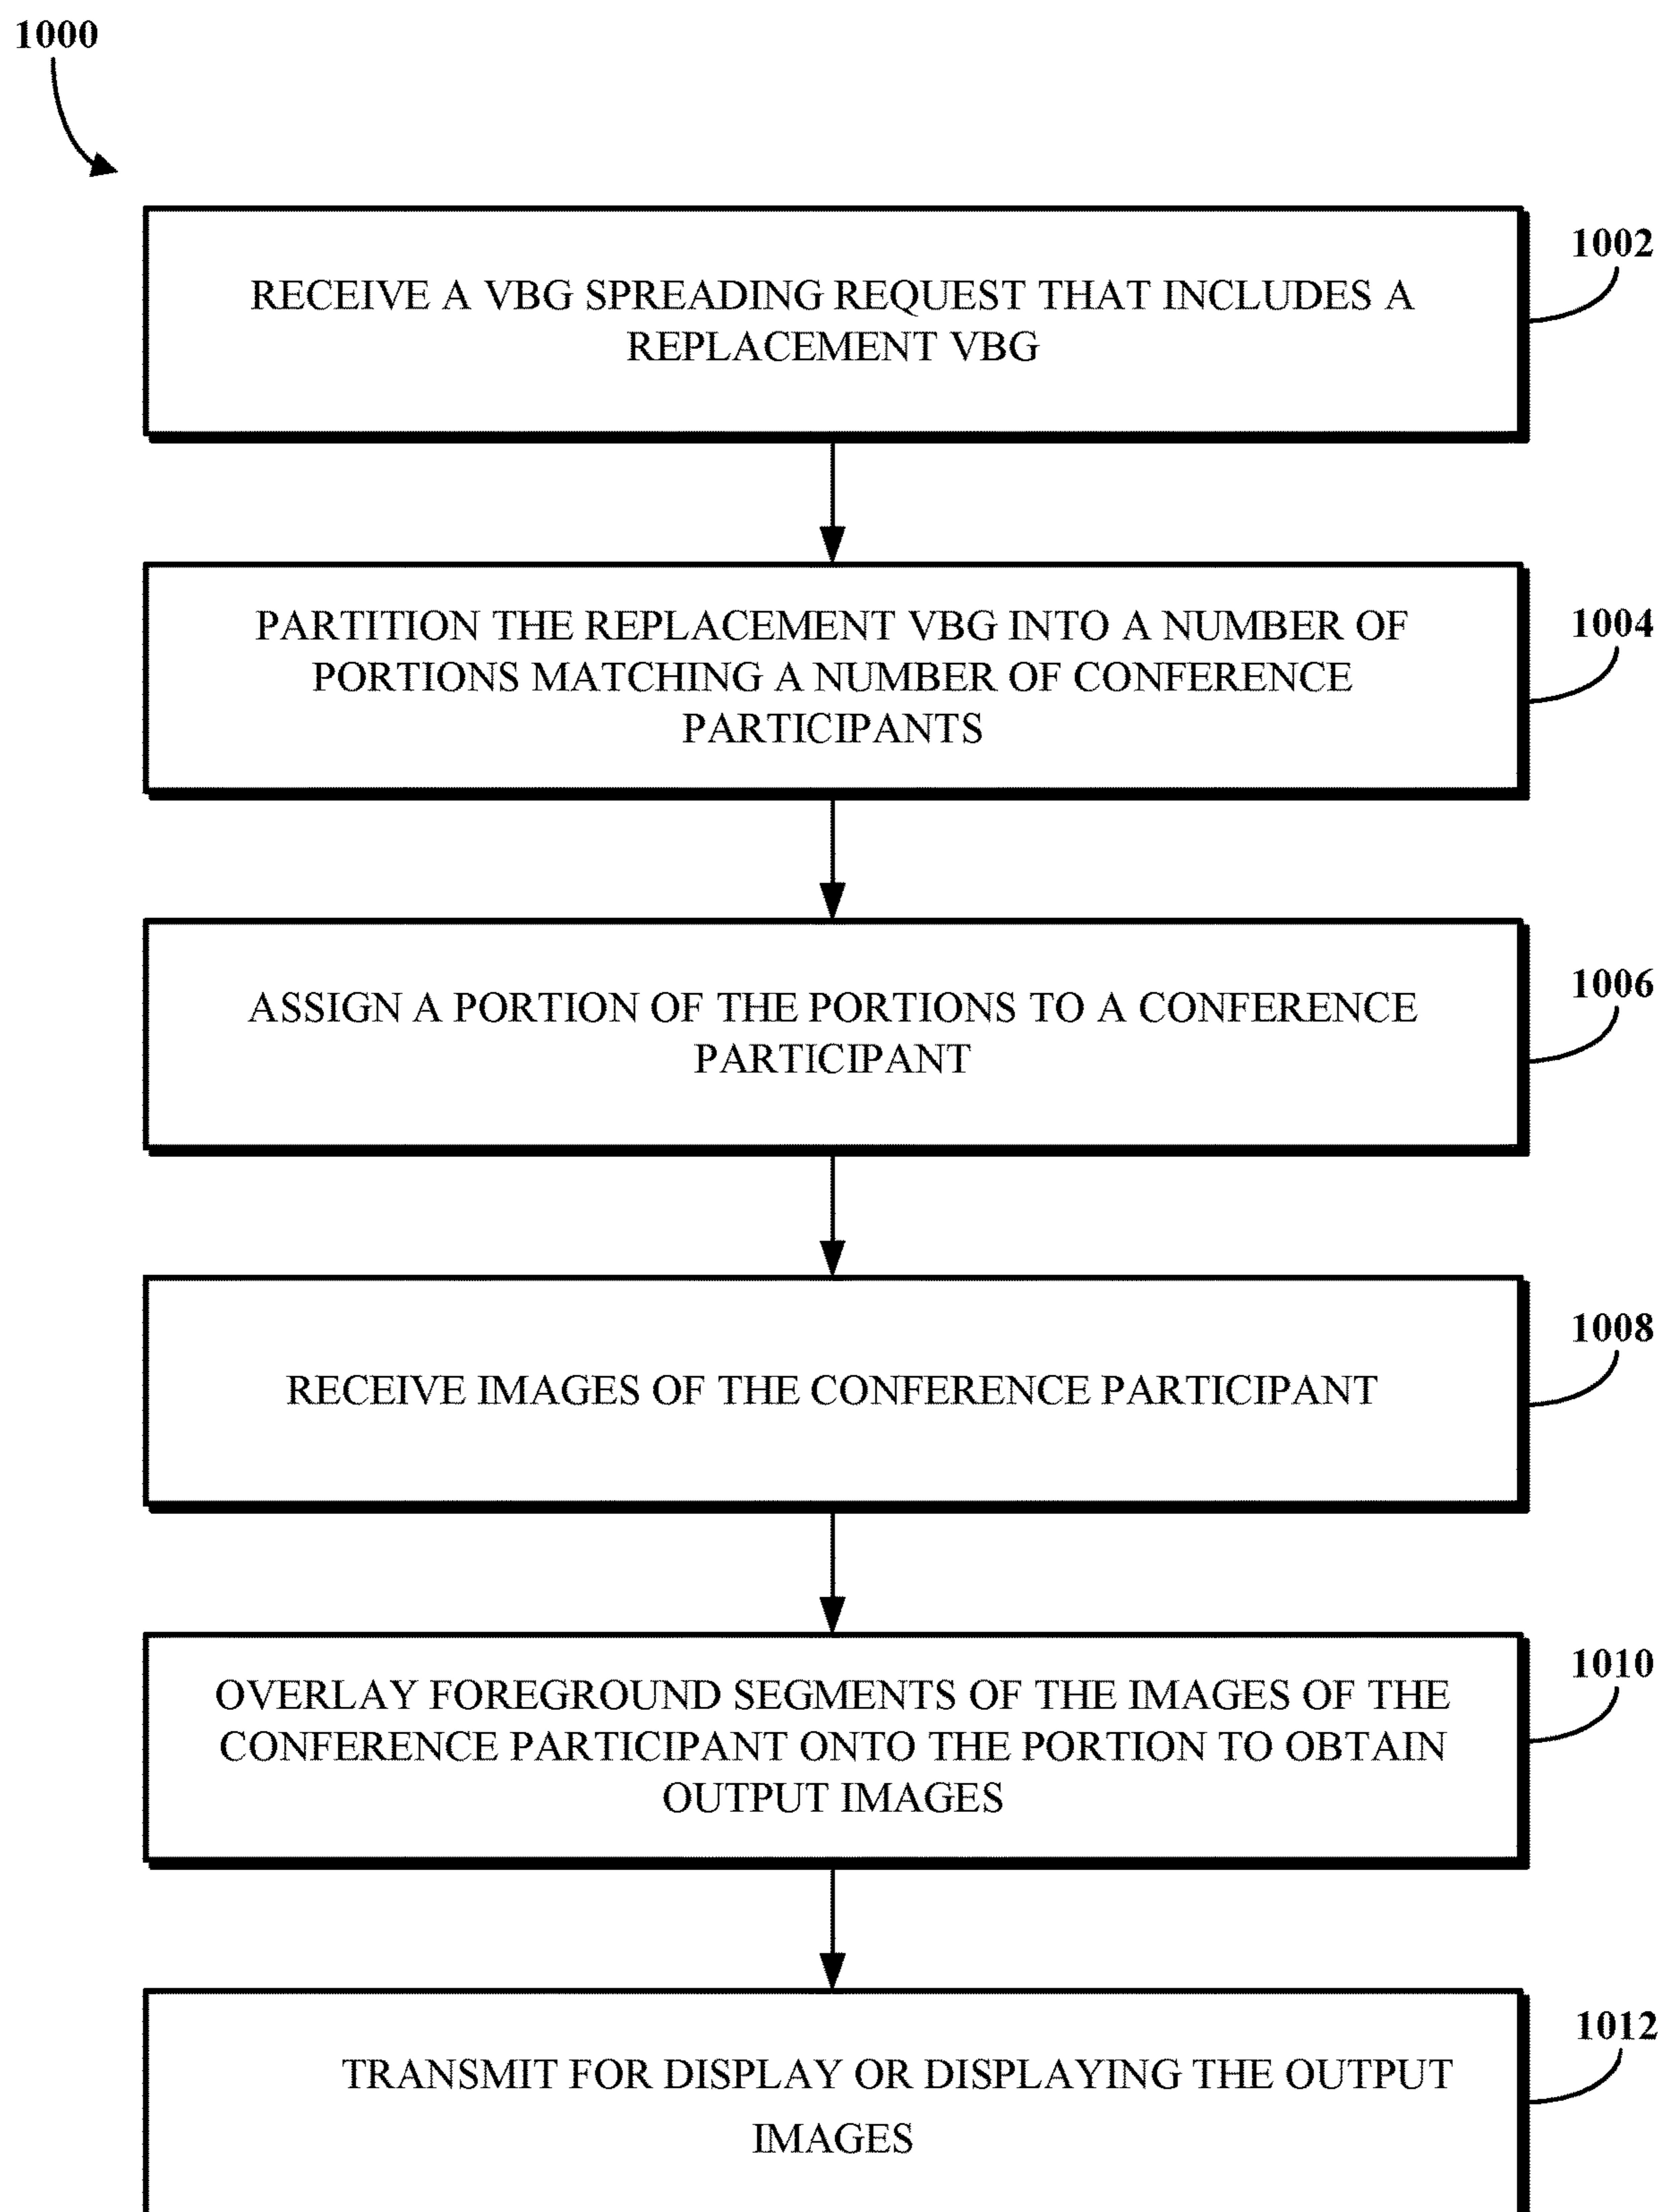 1000
1002
RECEIVE A VBG SPREADING REQUEST THAT INCLUDES A
REPLACEMENT VBG
1004
PARTITION THE REPLACEMENT VBG INTO A NUMBER OF
PORTIONS MATCHING A NUMBER OF CONFERENCE
PARTICIPANTS
1006
ASSIGN A PORTION OF THE PORTIONS TO A CONFERENCE
PARTICIPANT
1008
RECEIVE IMAGES OF THE CONFERENCE PARTICIPANT
1010
OVERLAY FOREGROUND SEGMENTS OF THE IMAGES OF THE
CONFERENCE PARTICIPANT ONTO THE PORTION TO OBTAIN
OUTPUT IMAGES
1012
TRANSMIT FOR DISPLAY OR DISPLAYING THE OUTPUT
IMAGES